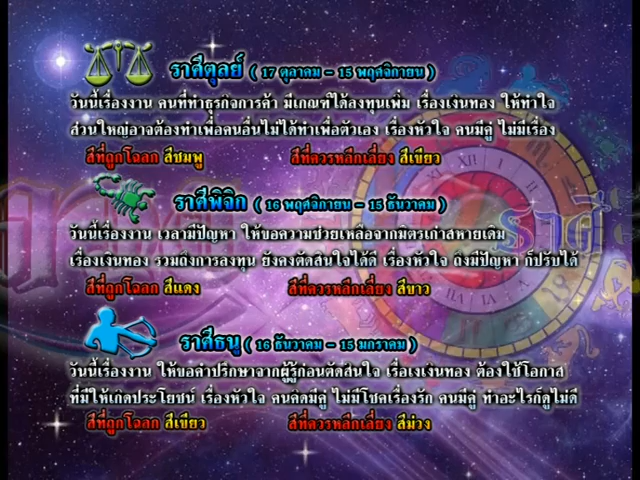 ราศีตุลย์ ( 17 ตุลาคม - 15 พฤศจิกายน )
วันนี้เรื่องงาน คนที่ทำธุรกิจการค้า มีเกณฑ์ได้ลงทุนเพิ่ม เรื่องเงินทอง ให้ทำใจ
ส่วนใหญ่อาจต้องทำเพื่อคนอื่นไม่ได้ทำเพื่อตัวเอง เรื่องหัวใจ คนมีคู่ ไม่มีเรื่อง
สีที่ถูกโฉลก สีชมพู สีที่ควรหลีกเลี่ยง สีเขียว
ราศีพิจิก ( 16 พฤศจิกายน - 15 ธันวาคม )
วันนี้เรื่องงาน เวลามีปัญหา ให้ขอความช่วยเหลือจากมิตรเก่าสหายเดิม
เรื่องเงินทอง รวมถึงการลงทุน ยังคงตัดสินใจได้ดี เรื่องหัวใจ ถึงมีปัญหา ก็ปรับได้
สีที่ถูกโฉลก สีแดง สีที่ควรหลีกเลี่ยง สีขาว
ราศีธนู ( 16 ธันวาคม - 15 มกราคม )
วันนี้เรื่องงาน ให้ขอคำปรึกษาจากผู้รู้ก่อนตัดสินใจ เรื่อเงเงินทอง ต้องใช้โอกาส
ที่มีให้เกิดประโยชน์ เรื่องหัวใจ คนคิดมีคู่ ไม่มีโชคเรื่องรัก คนมีคู่ ทำอะไรก็ดูไม่ดี
สีที่ถูกโฉลก สีเขียว สีที่ควรหลีกเลี่ยง สีม่วง
ราศี